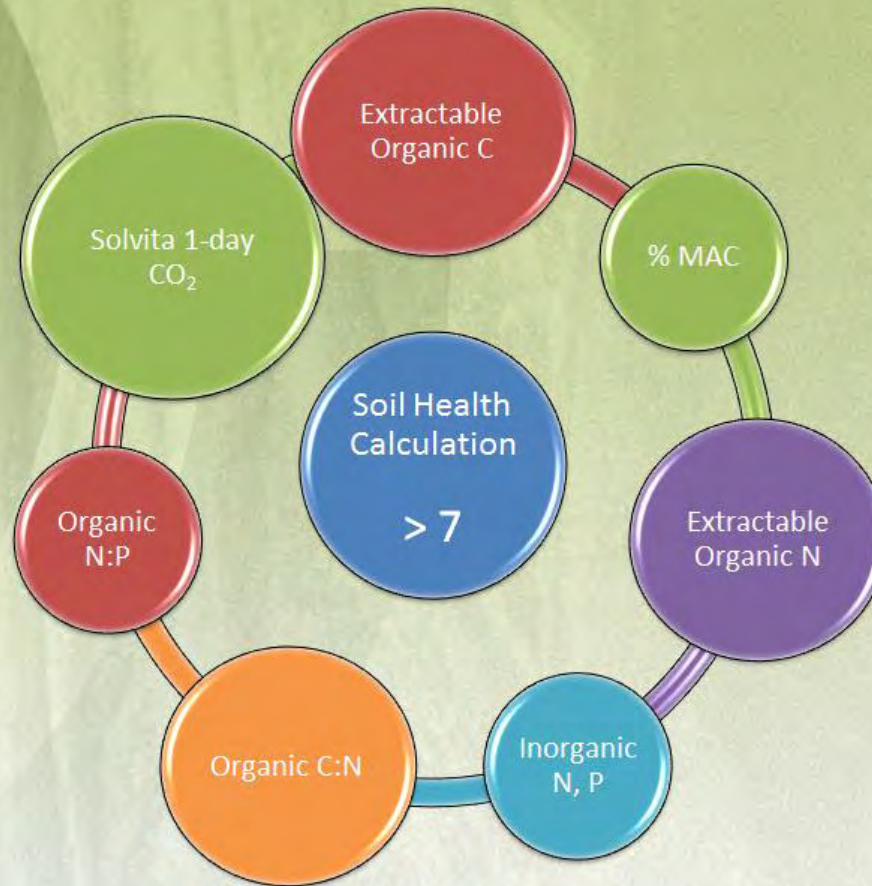 Extractable
Organic C
Solvita 1-day
CO₂
% MAC
Soil Health
Calculation
> 7
Organic
N:P
Extractable
Organic N
Organic C:N
Inorganic
N, P